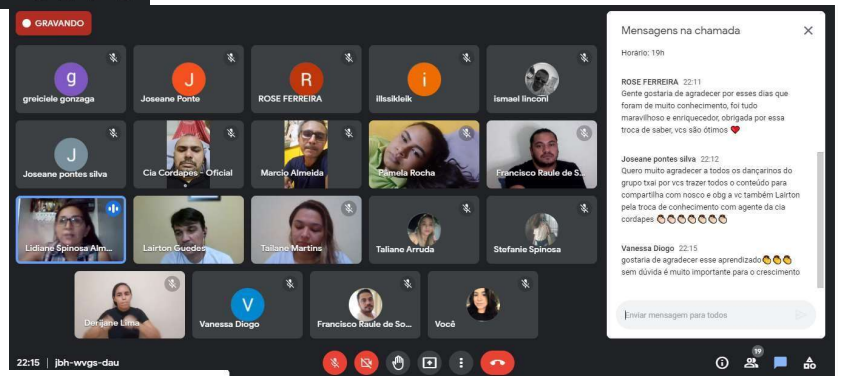 GRAVANDO
g
greiciele gonzaga
J
Joseane Ponte
R
ROSE FERREIRA
i
illssikleik
ismael linconl
J
Joseane pontes silva
Cia Cordapes - Oficial
Marcio Almeida
Pamela Rocha
Francisco Raule de S...
Lidiane Spinosa Alm...
Lairton Guedes
Tailane Martins
Taliane Arruda
Stefanie Spinosa
Derijane Lima
V
Vanessa Diogo
Francisco Raule de So...
Você
22:15 | jbh-wvgs-dau
Mensagens na chamada
Horário: 19h
ROSE FERREIRA 22:11
Gente gostaria de agradecer por esses dias que
foram de muito conhecimento, foi tudo
maravilhoso e enriquecedor, obrigada por essa
troca de saber, vcs são ótimos ❤️
Joseane pontes silva 22:12
Quero muito agradecer a todos os dançarinos do
grupo txai por vcs trazer todos o conteúdo para
compartilha com nosco e obg a vc também Lairton
pela troca de conhecimento com agente da cia
cordapes 👏👏👏👏👏👏👏
Vanessa Diogo 22:15
gostaria de agradecer esse aprendizado👏👏👏
sem dúvida é muito importante para o crescimento
Enviar mensagem para todos
19